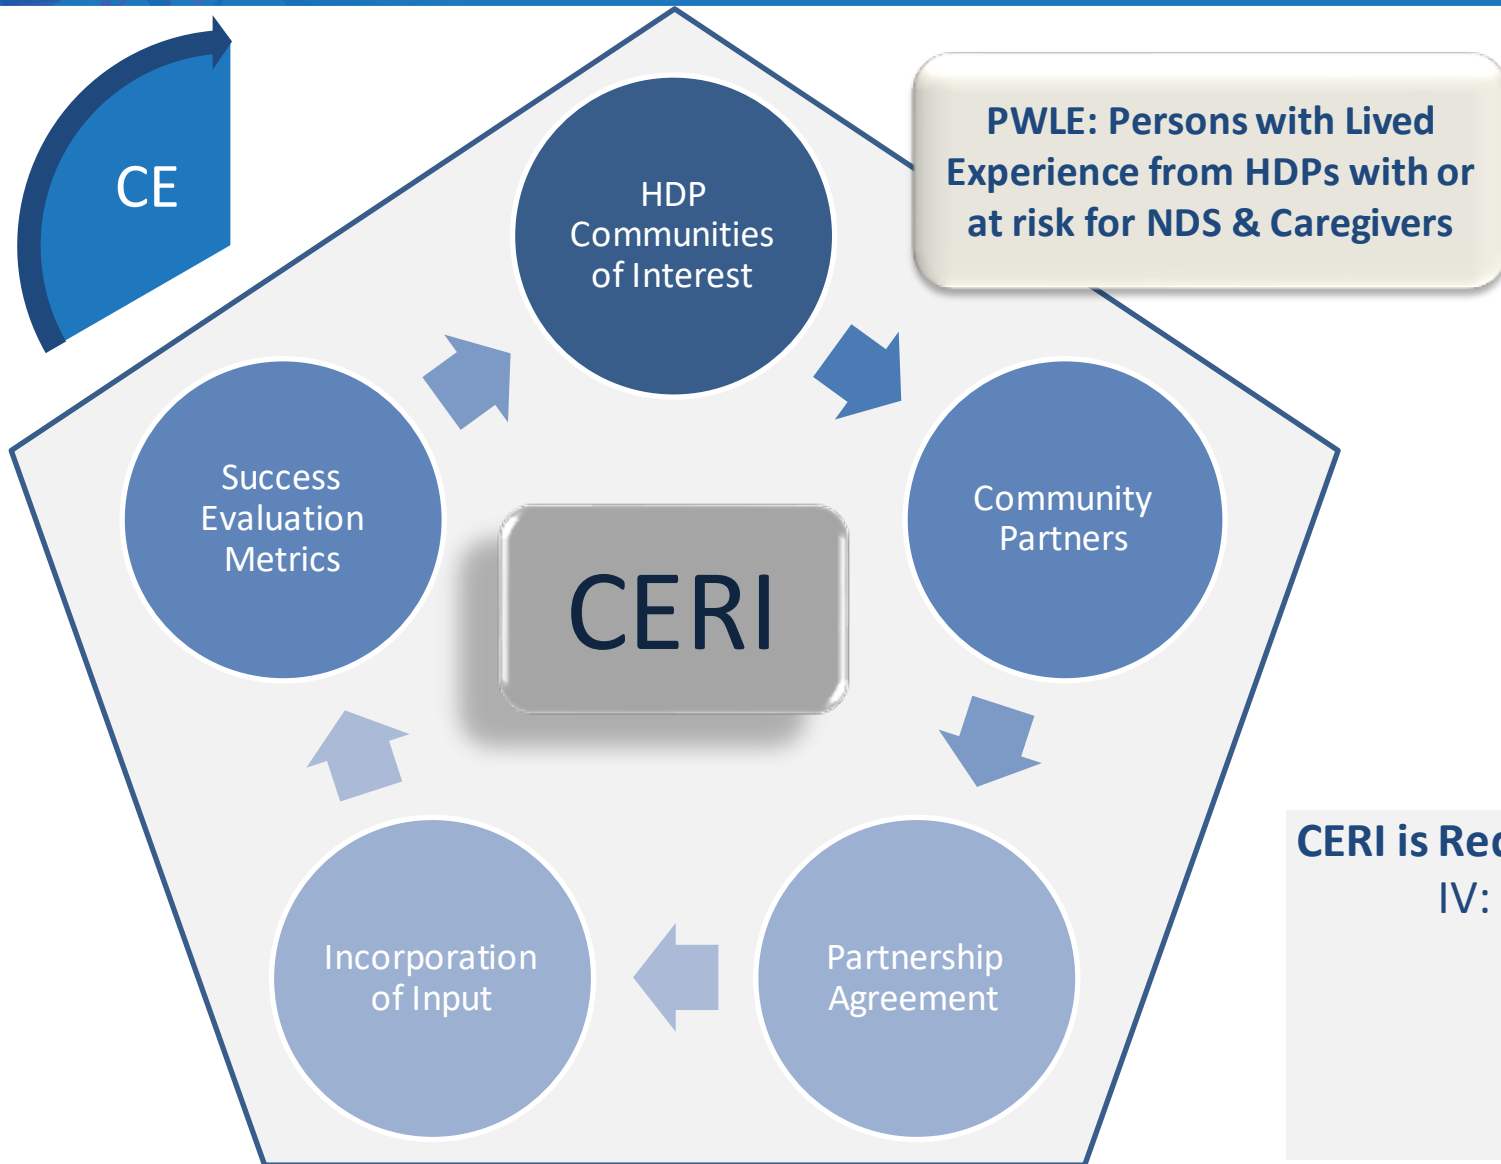 CE
PWLE: Persons with Lived
Experience from HDPs with or
at risk for NDS & Caregivers
HDP
Communities
of Interest
Success
Evaluation
Metrics
Community
Partners
CERI
CERI is Rec
IV:
Incorporation
of Input
Partnership
Agreement